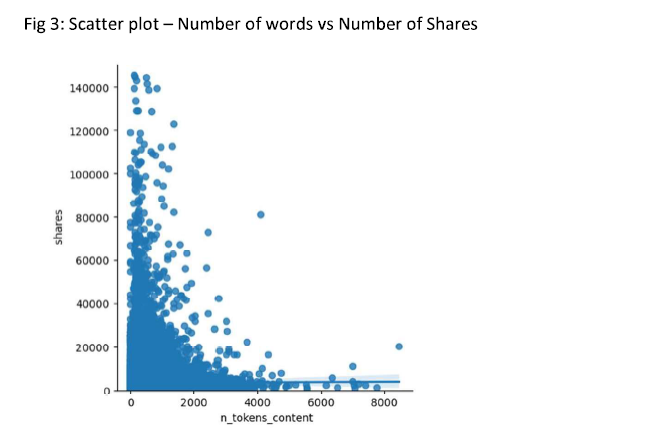 Fig 3: Scatter plot – Number of words vs Number of Shares
140000
120000
100000
80000
60000
40000
20000
0
shares
0 2000 4000 6000 8000
n_tokens_content